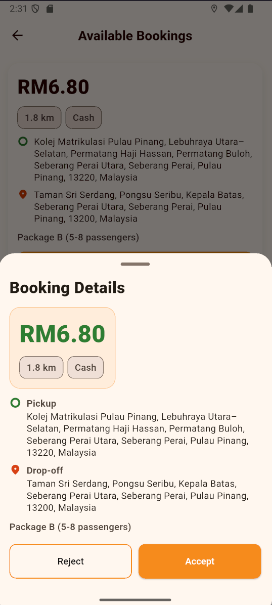 2:31
Available Bookings
RM6.80
1.8 km Cash
Kolej Matrikulasi Pulau Pinang, Lebuhraya Utara–
Selatan, Permatang Haji Hassan, Permatang Buloh,
Seberang Perai Utara, Seberang Perai, Pulau
Pinang, 13220, Malaysia
Taman Sri Serdang, Pongsu Seribu, Kepala Batas,
Seberang Perai Utara, Seberang Perai, Pulau
Pinang, 13200, Malaysia
Package B (5-8 passengers)
Booking Details
RM6.80
1.8 km Cash
Pickup
Kolej Matrikulasi Pulau Pinang, Lebuhraya Utara–
Selatan, Permatang Haji Hassan, Permatang Buloh,
Seberang Perai Utara, Seberang Perai, Pulau Pinang,
13220, Malaysia
Drop-off
Taman Sri Serdang, Pongsu Seribu, Kepala Batas,
Seberang Perai Utara, Seberang Perai, Pulau Pinang,
13200, Malaysia
Package B (5-8 passengers)
Reject Accept